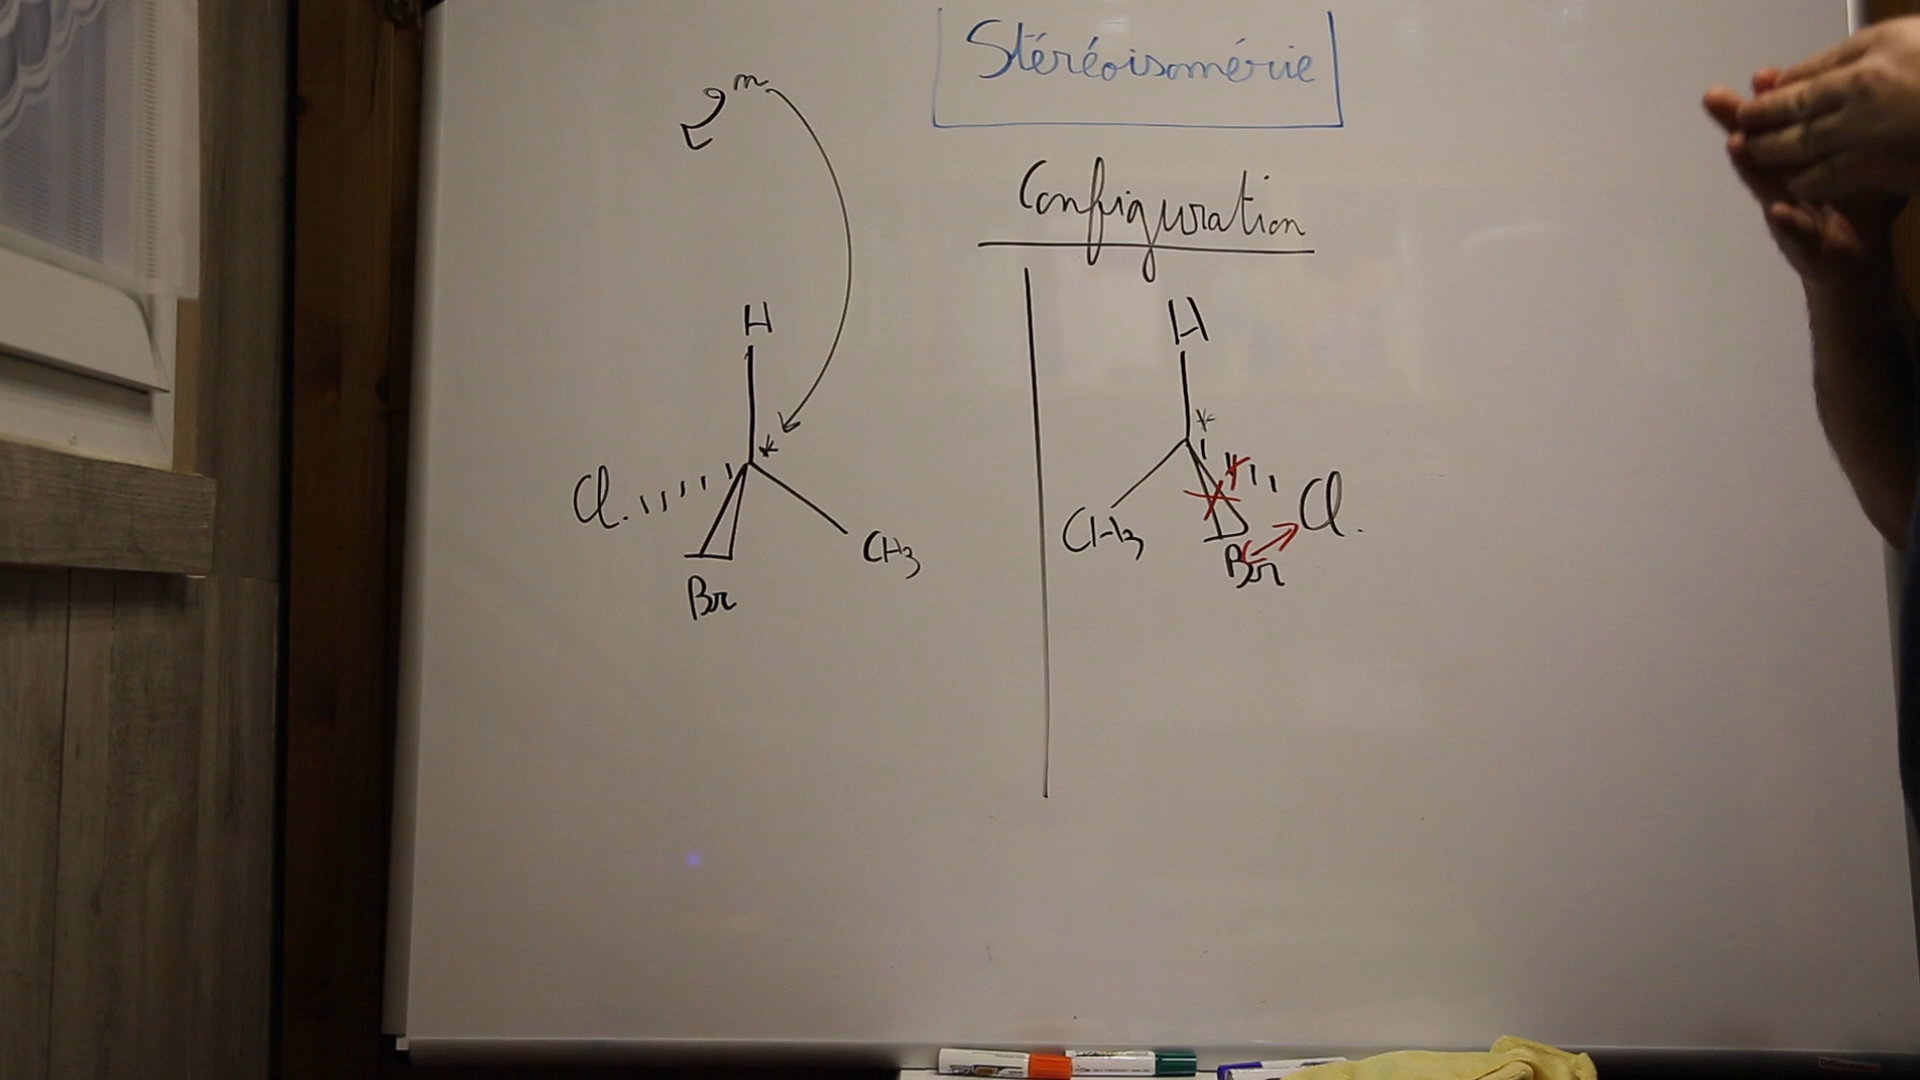 Stéréoisomérie
Configuration
H
* 
Cl
CH3
Br
H
*
CH3
Cl
Br